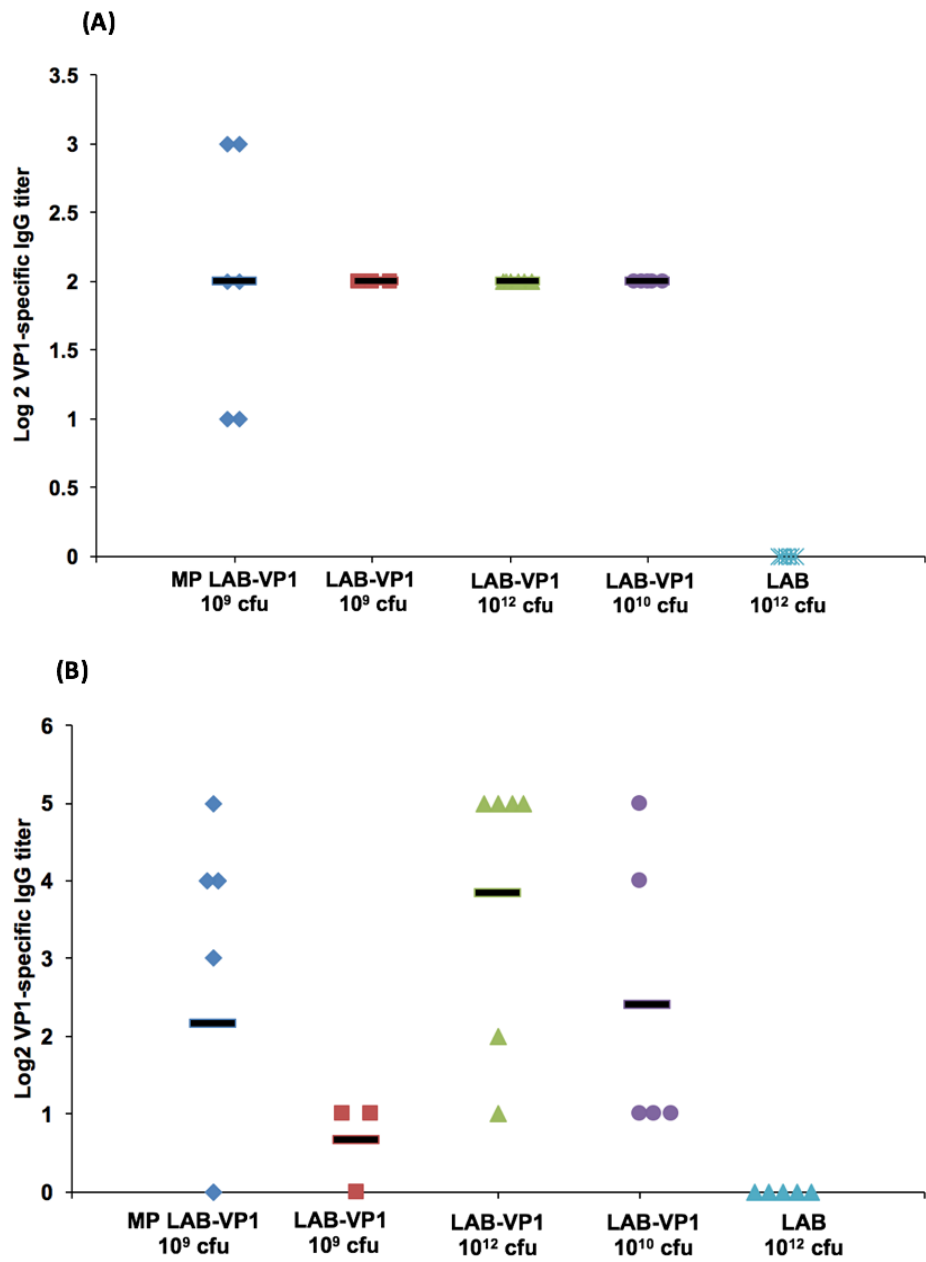 (A)
3.5
3
2.5
2
1.5
1
0.5
0
Log 2 VP1-specific IgG titer
MP LAB-VP1 LAB-VP1 LAB-VP1 LAB-VP1 LAB
10⁹ cfu 10⁹ cfu 10¹² cfu 10¹⁰ cfu 10¹² cfu
(B)
6
5
4
3
2
1
0
Log2 VP1-specific IgG titer
MP LAB-VP1 LAB-VP1 LAB-VP1 LAB-VP1 LAB
10⁹ cfu 10⁹ cfu 10¹² cfu 10¹⁰ cfu 10¹² cfu